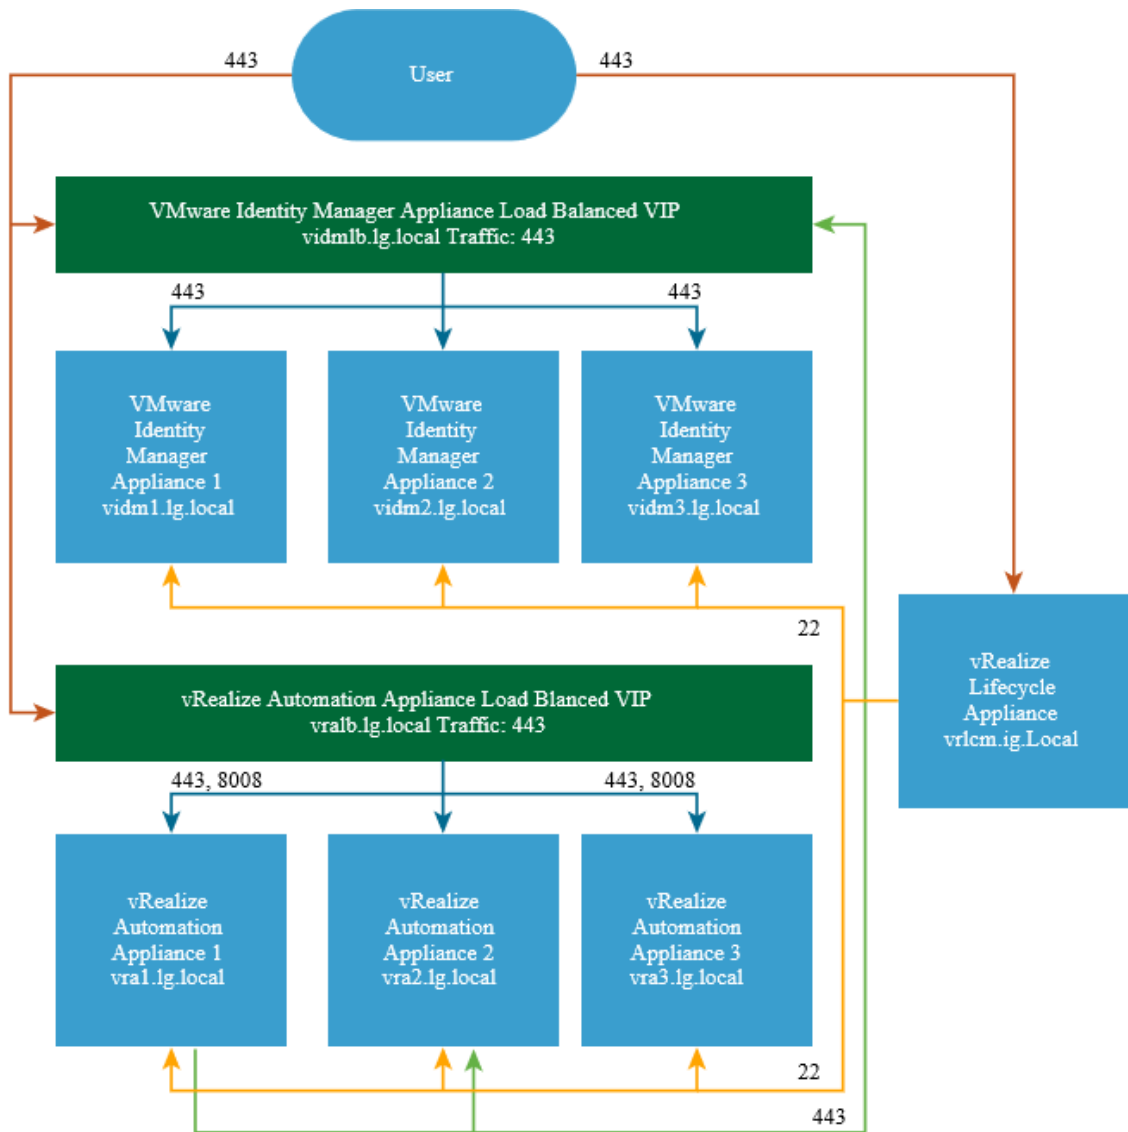 443
User
443
VMware Identity Manager Appliance Load Balanced VIP
vidmlb.lg.local Traffic: 443
443
443
VMware
Identity
Manager
Appliance 1
vidm1.lg.local
VMware
Identity
Manager
Appliance 2
vidm2.lg.local
VMware
Identity
Manager
Appliance 3
vidm3.lg.local
22
vRealize
Lifecycle
Appliance
vrlcm.ig.Local
vRealize Automation Appliance Load Blanced VIP
vralb.lg.local Traffic: 443
443, 8008
443, 8008
vRealize
Automation
Appliance 1
vra1.lg.local
vRealize
Automation
Appliance 2
vra2.lg.local
vRealize
Automation
Appliance 3
vra3.lg.local
22
443